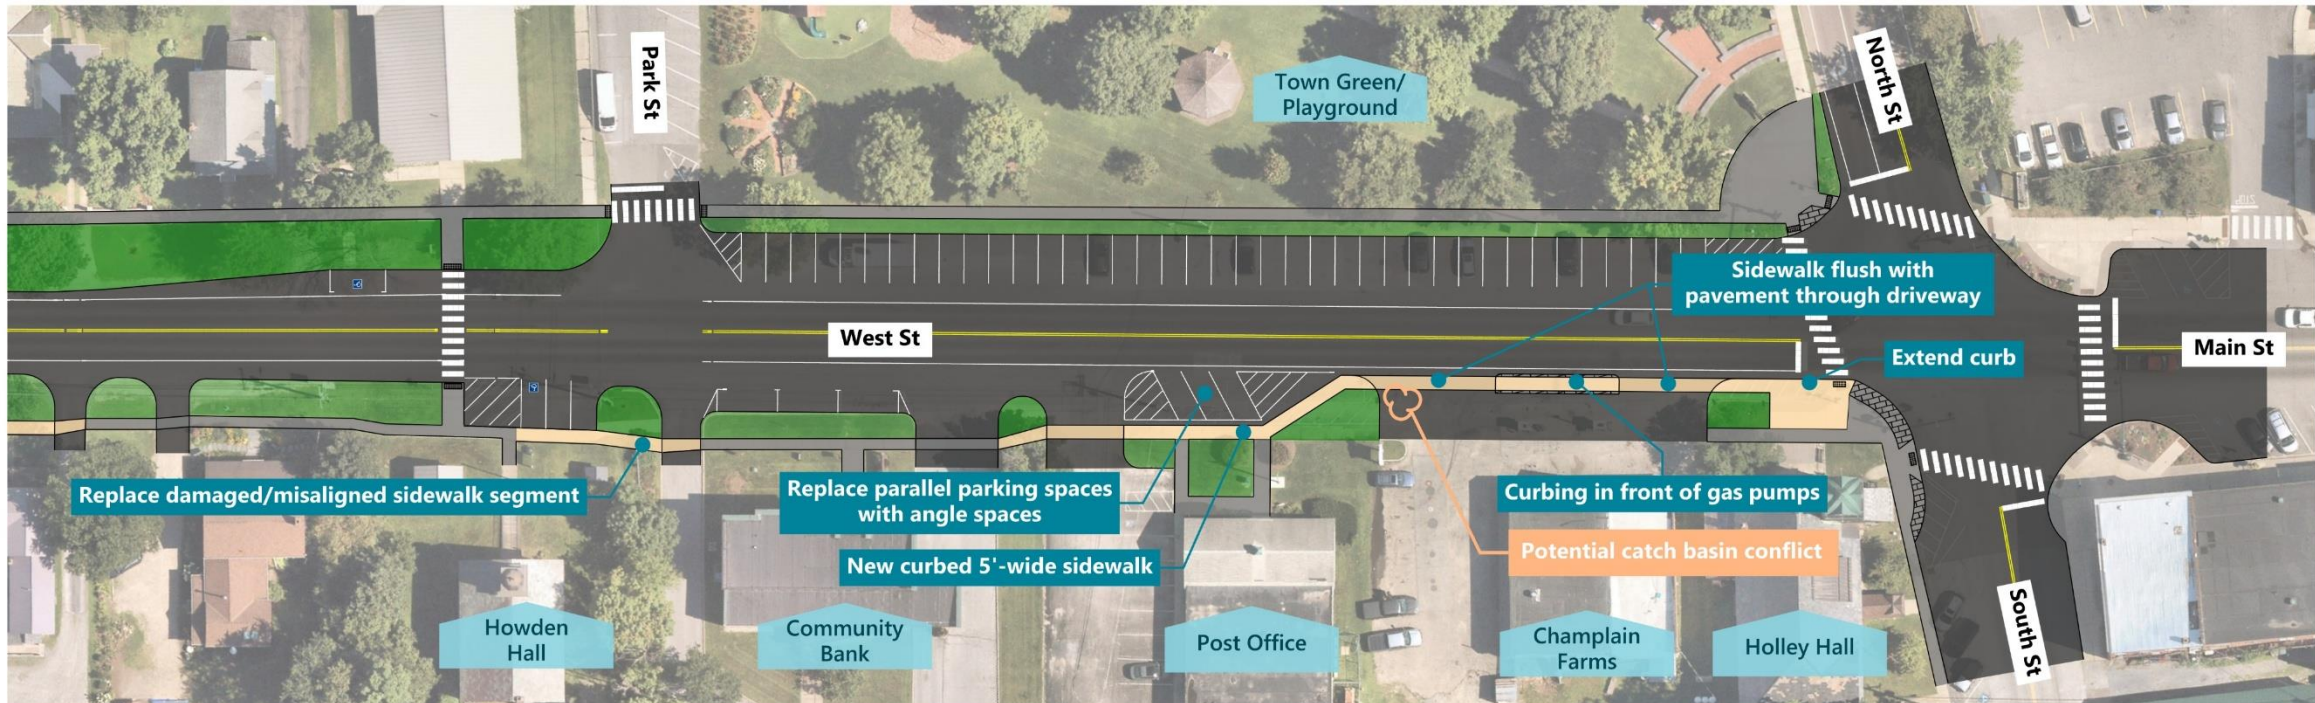 Park St
Town Green/
Playground
North St
Sidewalk flush with
pavement through driveway
West St
Extend curb
Main St
Replace damaged/misaligned sidewalk segment
Replace parallel parking spaces
with angle spaces
New curbed 5'-wide sidewalk
Curbing in front of gas pumps
Potential catch basin conflict
Howden
Hall
Community
Bank
Post Office
Champlain
Farms
Holley Hall
South St